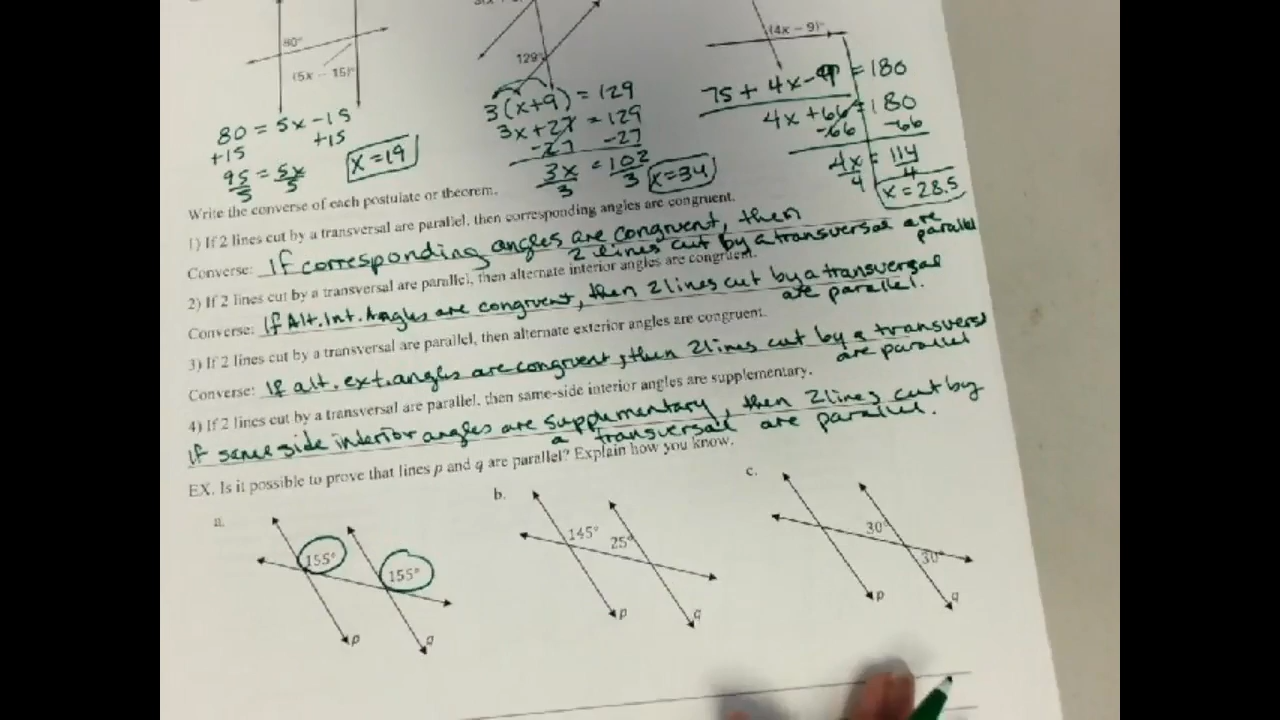 80°
(5x − 15)°
129°
(4x − 9)°
80 = 5x − 15
+15 +15
95 = 5x
5 5
x = 19
3(x+9) = 129
3x + 27 = 129
−27 −27
3x = 102
3 3
x = 34
75 + 4x − 9 = 180
4x + 66 = 180
−66 −66
4x = 114
4 4
x = 28.5
Write the converse of each postulate or theorem.
1) If 2 lines cut by a transversal are parallel, then corresponding angles are congruent.
Converse: If corresponding angles are congruent, then
2 lines cut by a transversal are
parallel
2) If 2 lines cut by a transversal are parallel, then alternate interior angles are congruent.
Converse: If Alt. Int. Angles are congruent, then 2 lines cut by a transversal
are parallel.
3) If 2 lines cut by a transversal are parallel, then alternate exterior angles are congruent.
Converse: If alt. ext. angles are congruent, then 2 lines cut by a transversal
are parallel
4) If 2 lines cut by a transversal are parallel, then same-side interior angles are supplementary.
If same side interior angles are supplementary, then 2 lines cut by
a transversal are parallel.
EX. Is it possible to prove that lines p and q are parallel? Explain how you know.
a.
155°
155°
p
q
b.
145°
25°
p
q
c.
30°
30°
p
q